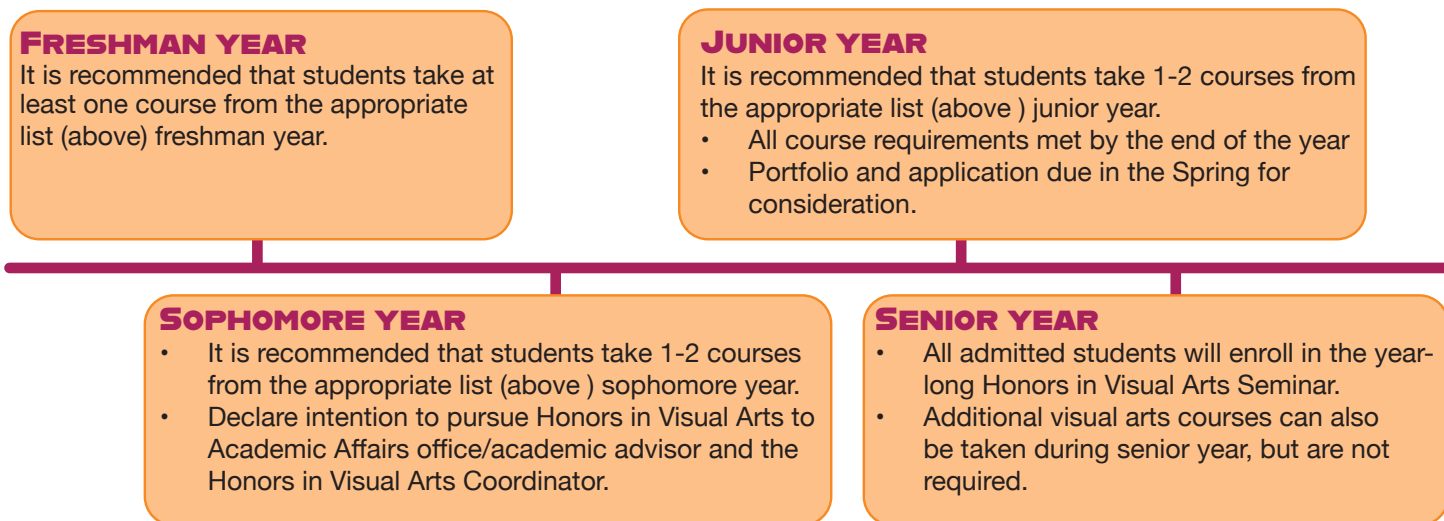 FRESHMAN YEAR
It is recommended that students take at
least one course from the appropriate
list (above) freshman year.
JUNIOR YEAR
It is recommended that students take 1-2 courses from
the appropriate list (above ) junior year.
• All course requirements met by the end of the year
• Portfolio and application due in the Spring for
consideration.
SOPHOMORE YEAR
• It is recommended that students take 1-2 courses
from the appropriate list (above ) sophomore year.
• Declare intention to pursue Honors in Visual Arts to
Academic Affairs office/academic advisor and the
Honors in Visual Arts Coordinator.
SENIOR YEAR
• All admitted students will enroll in the year-
long Honors in Visual Arts Seminar.
• Additional visual arts courses can also
be taken during senior year, but are not
required.